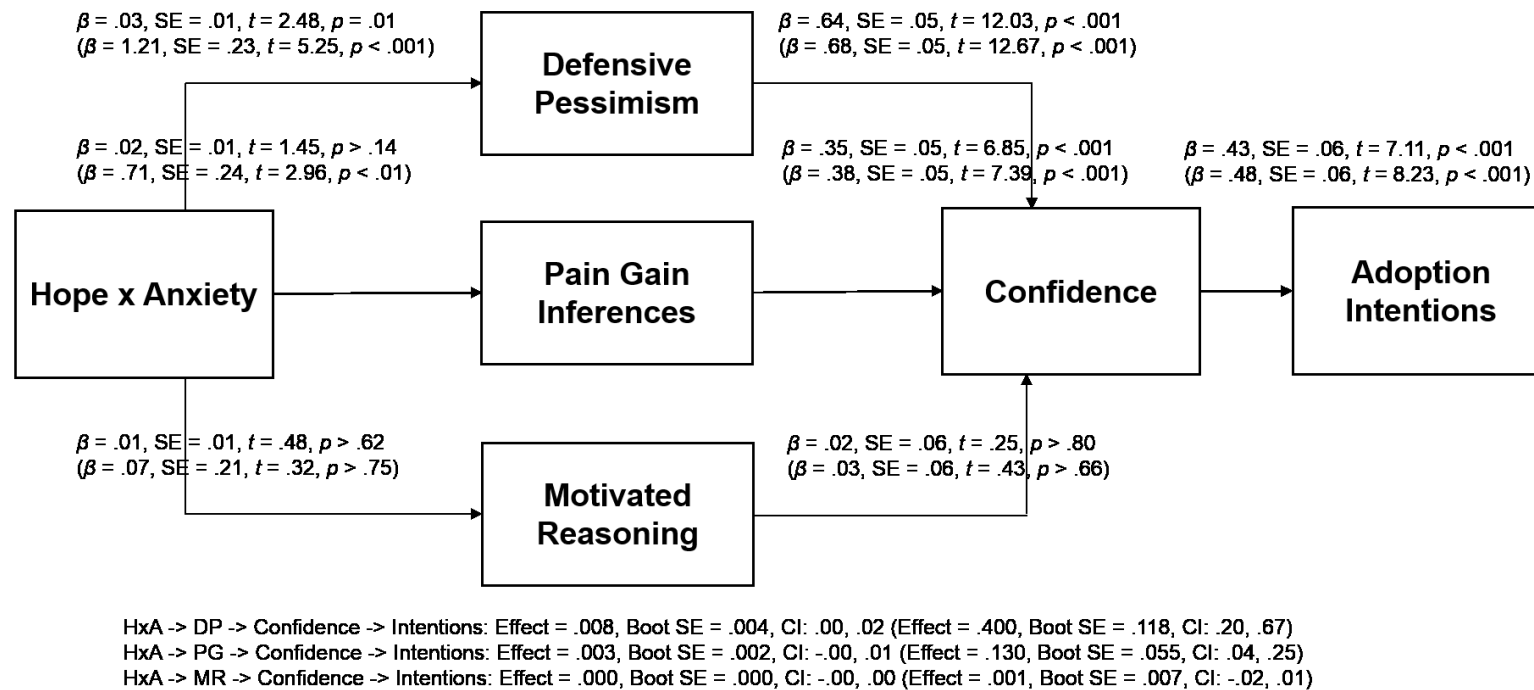 β = .03, SE = .01, t = 2.48, p = .01
(β = 1.21, SE = .23, t = 5.25, p < .001)
β = .64, SE = .05, t = 12.03, p < .001
(β = .68, SE = .05, t = 12.67, p < .001)
Defensive
Pessimism
β = .02, SE = .01, t = 1.45, p > .14
(β = .71, SE = .24, t = 2.96, p < .01)
β = .35, SE = .05, t = 6.85, p < .001
(β = .38, SE = .05, t = 7.39, p < .001)
β = .43, SE = .06, t = 7.11, p < .001
(β = .48, SE = .06, t = 8.23, p < .001)
Hope x Anxiety
Pain Gain
Inferences
Confidence
Adoption
Intentions
β = .01, SE = .01, t = .48, p > .62
(β = .07, SE = .21, t = .32, p > .75)
β = .02, SE = .06, t = .25, p > .80
(β = .03, SE = .06, t = .43, p > .66)
Motivated
Reasoning
HxA -> DP -> Confidence -> Intentions: Effect = .008, Boot SE = .004, CI: .00, .02 (Effect = .400, Boot SE = .118, CI: .20, .67)
HxA -> PG -> Confidence -> Intentions: Effect = .003, Boot SE = .002, CI: -.00, .01 (Effect = .130, Boot SE = .055, CI: .04, .25)
HxA -> MR -> Confidence -> Intentions: Effect = .000, Boot SE = .000, CI: -.00, .00 (Effect = .001, Boot SE = .007, CI: -.02, .01)